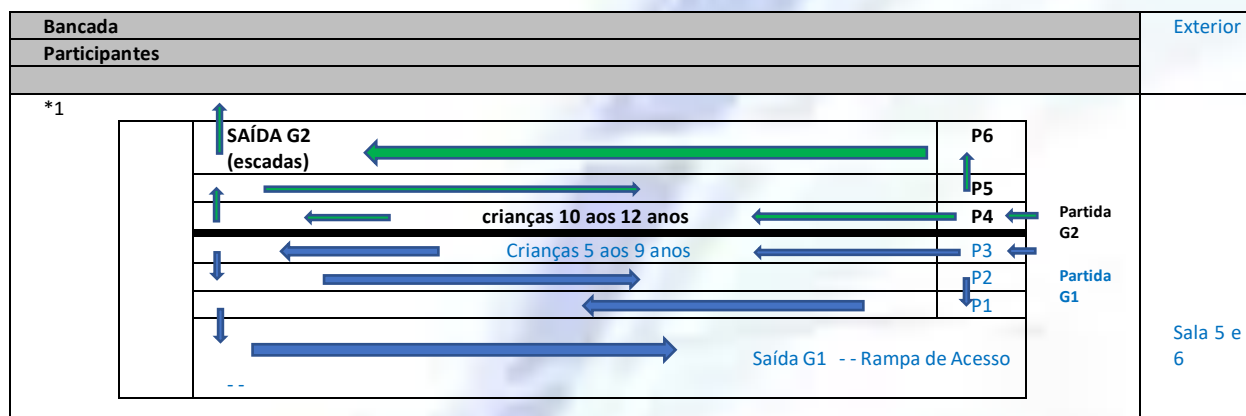 Bancada
Exterior
Participantes
*1
SAÍDA G2
(escadas)
P6
P5
crianças 10 aos 12 anos
P4
Partida
G2
Crianças 5 aos 9 anos
P3
P2
Partida
G1
P1
Saída G1 - - Rampa de Acesso
Sala 5 e
6
- -